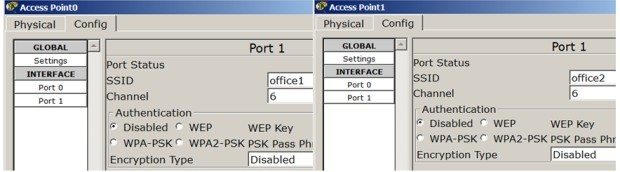 Access Point0
Physical Config
GLOBAL
Settings
INTERFACE
Port 0
Port 1
Port 1
Port Status
SSID office1
Channel 6
Authentication
Disabled WEP WEP Key
WPA-PSK WPA2-PSK PSK Pass Phr
Encryption Type Disabled
Access Point1
Physical Config
GLOBAL
Settings
INTERFACE
Port 0
Port 1
Port 1
Port Status
SSID office2
Channel 6
Authentication
Disabled WEP WEP Key
WPA-PSK WPA2-PSK PSK Pass Phr
Encryption Type Disabled